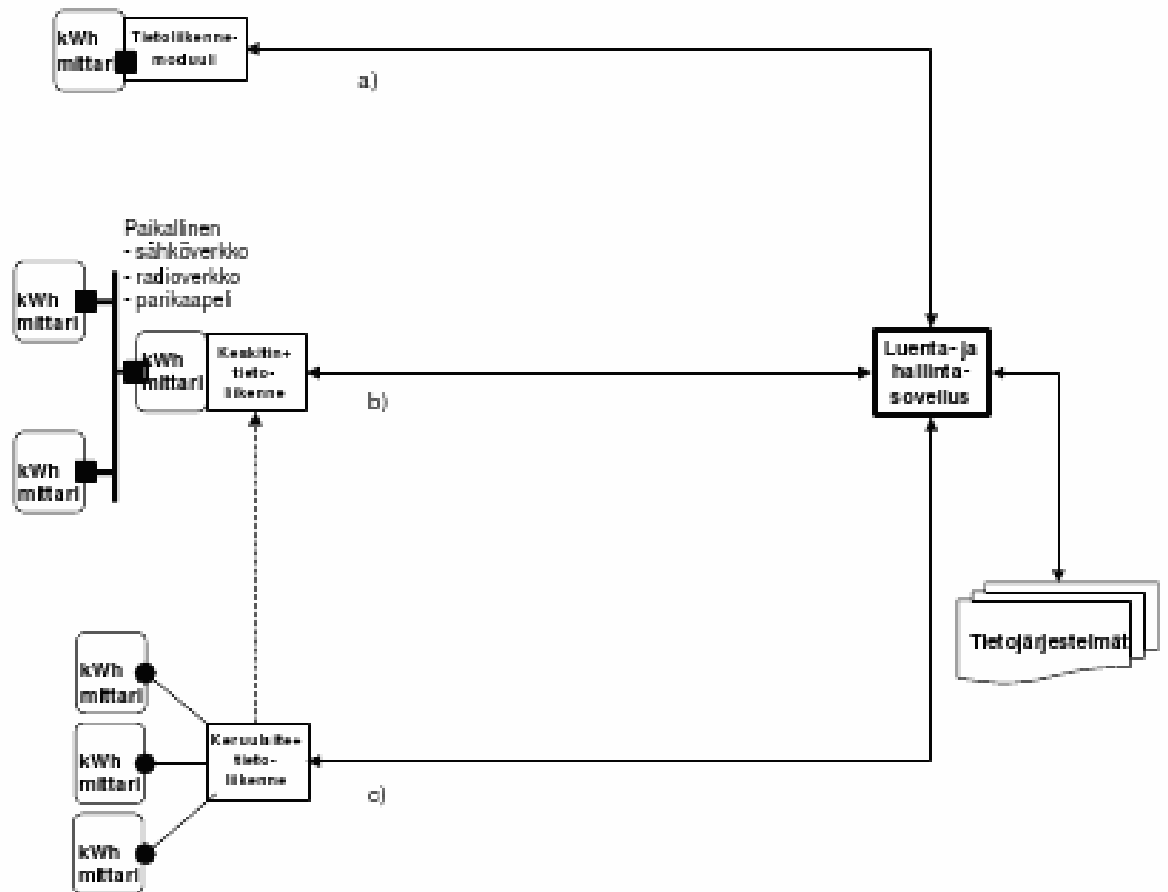 kWh
mittari
Tietoliikenne-
moduuli
a)
Paikallinen
- sähköverkko
- radioverkko
- parikaapeli
kWh
mittari
kWh
mittari
Keskitin+
tieto-
liikenne
b)
kWh
mittari
Luenta- ja
hallinta-
sovellus
Tietojärjestelmät
kWh
mittari
kWh
mittari
kWh
mittari
tieto-
liikenne
c)